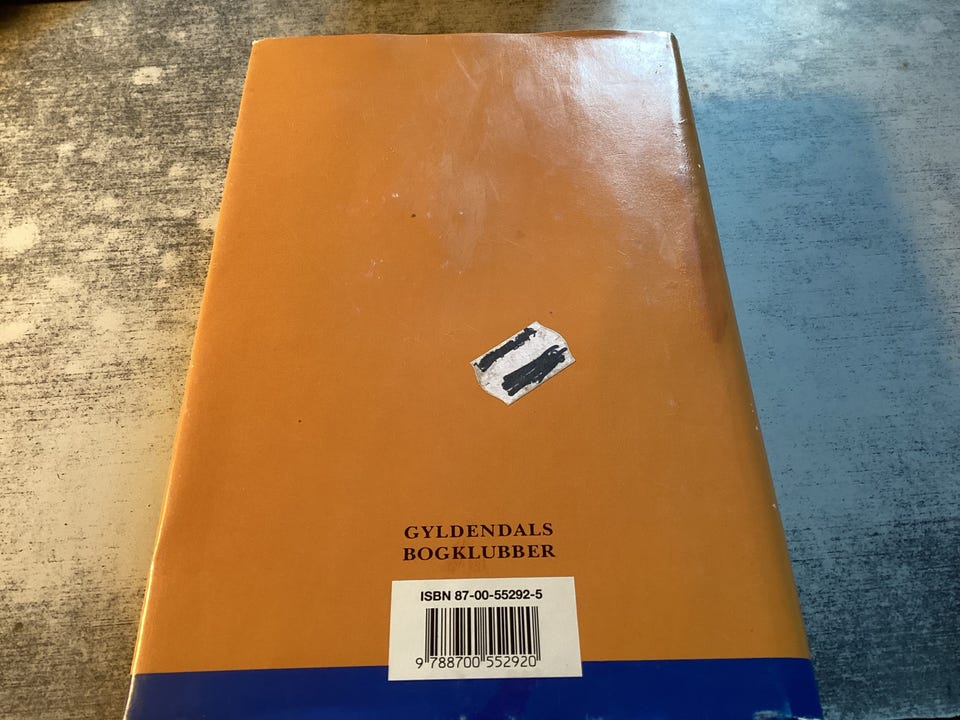 GYLDENDALS
BOGKLUBBER
ISBN 87-00-55292-5
9 788700 552920